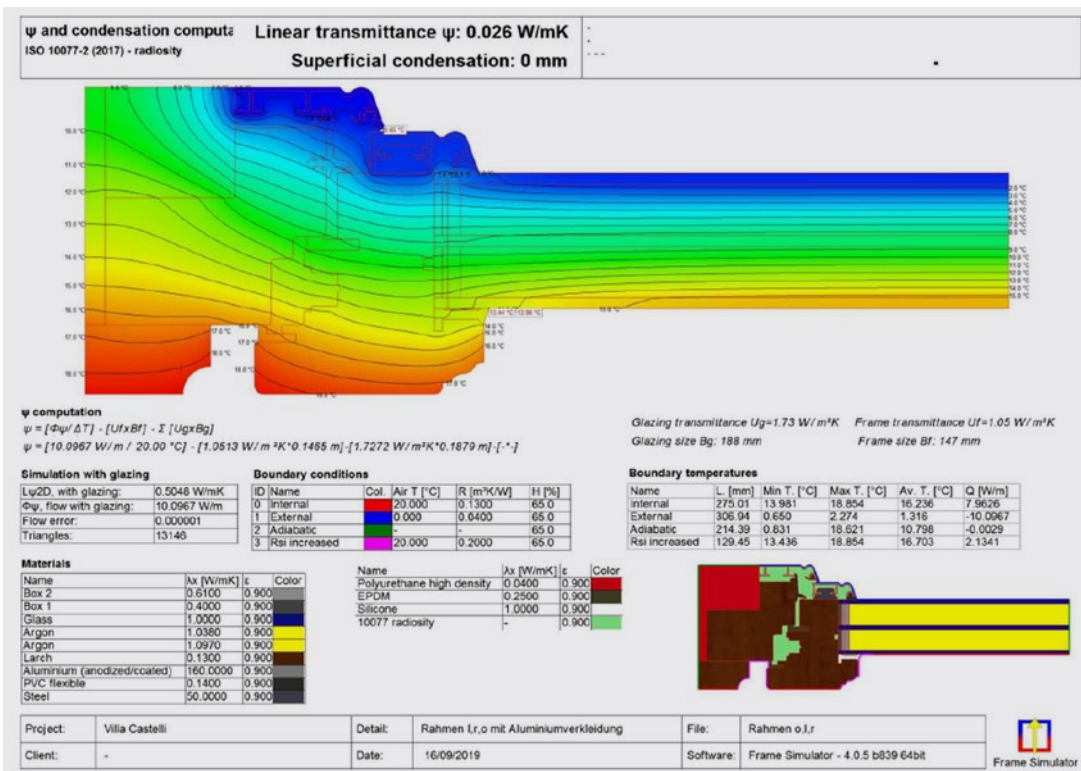 ψ and condensation computa
ISO 10077-2 (2017) - radiosity
Linear transmittance ψ: 0.026 W/mK
Superficial condensation: 0 mm
ψ computation
ψ = [Φψ/ ΔT] - [UfxBf] - Σ [UgxBg]
ψ = [10.0967 W/m / 20.00 °C] - [1.0513 W/m²K*0.1465 m]-[1.7272 W/m²K*0.1879 m]-[-*-]
Glazing transmittance Ug=1.73 W/m²K Frame transmittance Uf=1.05 W/m²K
Glazing size Bg: 188 mm Frame size Bf: 147 mm
Simulation with glazing
Lψ2D, with glazing: 0.5048 W/mK
Φψ, flow with glazing: 10.0967 W/m
Flow error: 0.000001
Triangles: 13146
Boundary conditions
ID Name Col. Air T [°C] R [m²K/W] H [%]
0 Internal 20.000 0.1300 65.0
1 External 0.000 0.0400 65.0
2 Adiabatic - - 65.0
3 Rsi increased 20.000 0.2000 65.0
Boundary temperatures
Name L. [mm] Min T. [°C] Max T. [°C] Av. T. [°C] Q [W/m]
Internal 275.01 13.981 18.854 16.236 7.9626
External 306.94 0.650 2.274 1.316 -10.0967
Adiabatic 214.39 0.831 18.621 10.798 -0.0029
Rsi increased 129.45 13.436 18.854 16.703 2.1341
Materials
Name λx [W/mK] ε Color
Box 2 0.6100 0.900
Box 1 0.4000 0.900
Glass 1.0000 0.900
Argon 1.0380 0.900
Argon 1.0970 0.900
Larch 0.1300 0.900
Aluminium (anodized/coated) 160.0000 0.900
PVC flexible 0.1400 0.900
Steel 50.0000 0.900
Name λx [W/mK] ε Color
Polyurethane high density 0.0400 0.900
EPDM 0.2500 0.900
Silicone 1.0000 0.900
10077 radiosity - 0.900
Project: Villa Castelli Detail: Rahmen l,r,o mit Aluminiumverkleidung File: Rahmen o,l,r
Client: - Date: 16/09/2019 Software: Frame Simulator - 4.0.5 b839 64bit
Frame Simulator